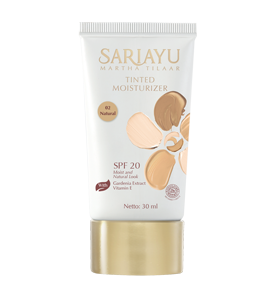 SARIAYU
MARTHA TILAAR
TINTED
MOISTURIZER
02
Natural
SPF 20
Moist and
Natural Look
With
Gardenia Extract
Vitamin E
Netto: 30 ml